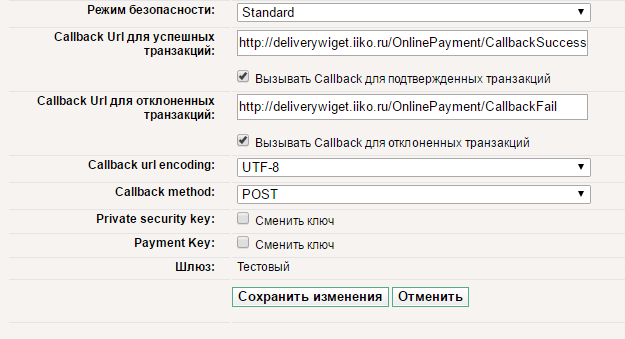 Режим безопасности: Standard
Callback Url для успешных
транзакций: http://deliverywiget.iiko.ru/OnlinePayment/CallbackSuccess
Вызывать Callback для подтвержденных транзакций
Callback Url для отклоненных
транзакций: http://deliverywiget.iiko.ru/OnlinePayment/CallbackFail
Вызывать Callback для отклоненных транзакций
Callback url encoding: UTF-8
Callback method: POST
Private security key: Сменить ключ
Payment Key: Сменить ключ
Шлюз: Тестовый
Сохранить изменения Отменить